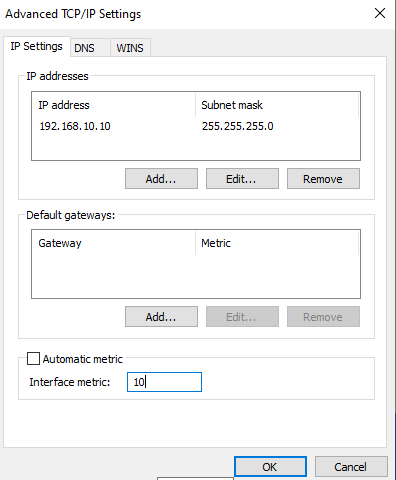 Advanced TCP/IP Settings
IP Settings DNS WINS
IP addresses
IP address Subnet mask
192.168.10.10 255.255.255.0
Add... Edit... Remove
Default gateways:
Gateway Metric
Add... Edit... Remove
Automatic metric
Interface metric: 10
OK Cancel